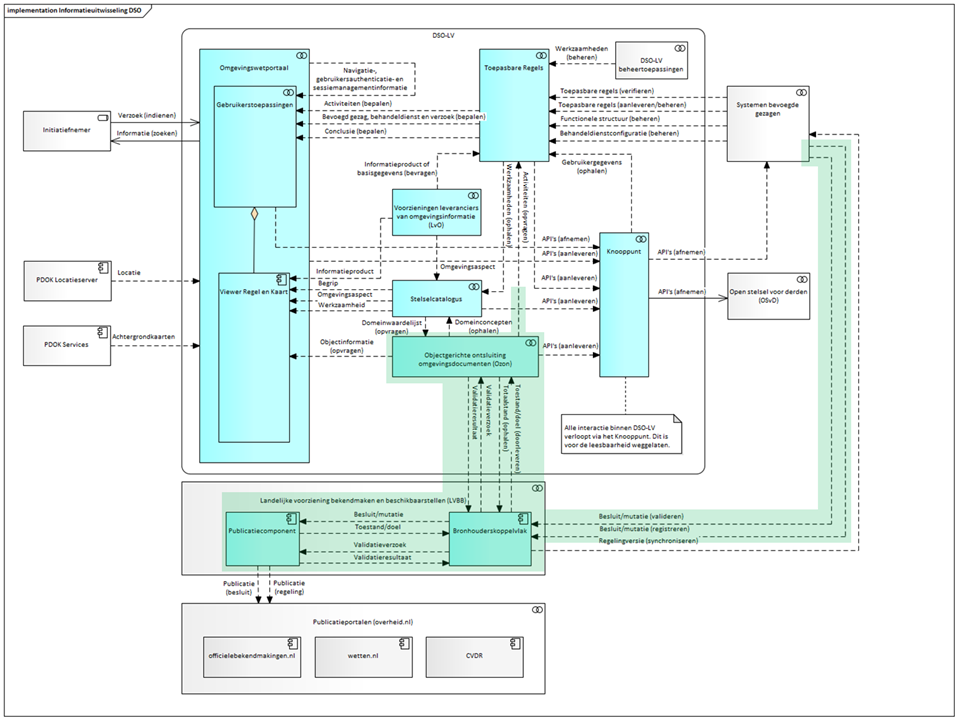 implementation Informatieuitwisseling DSO
DSO-LV
Omgevingswetportaal
Gebruikerstoepassingen
Navigatie-,
gebruikersauthenticatie- en
sessiemanagementinformatie
Activiteiten (bepalen)
Bevoegd gezag, behandeldienst en verzoek (bepalen)
Conclusie (bepalen)
Toepasbare Regels
Werkzaamheden
(beheren)
DSO-LV
beheertoepassingen
Toepasbare regels (verifieren)
Toepasbare regels (aanleveren/beheren)
Functionele structuur (beheren)
Behandeldienstconfiguratie (beheren)
Systemen bevoegde
gezagen
Initiatiefnemer
Verzoek (indienen)
Informatie (zoeken)
Informatieproduct of
basisgegevens (bevragen)
Werkzaamheden (ophalen)
Activiteiten (opvragen)
Gebruikergegevens
(ophalen)
Voorzieningen leveranciers
van omgevingsinformatie
(LvO)
API's (afnemen)
API's (aanleveren)
Knooppunt
API's (afnemen)
PDOK Locatieserver
Locatie
Viewer Regel en Kaart
Informatieproduct
Begrip
Omgevingsaspect
Werkzaamheid
Omgevingsaspect
Stelselcatalogus
API's (aanleveren)
API's (aanleveren)
API's (afnemen)
Open stelsel voor derden
(OSvD)
PDOK Services
Achtergrondkaarten
Domeinwaardelijst
(opvragen)
Domeinconcepten
(ophalen)
Objectinformatie
(opvragen)
Objectgerichte ontsluiting
omgevingsdocumenten (Ozon)
API's (aanleveren)
Validatieresultaat
Validatieverzoek
Totaalstand (ophalen)
Toestand/doel (doorleveren)
Alle interactie binnen DSO-LV
verloopt via het Knooppunt. Dit is
voor de leesbaarheid weggelaten.
Landelijke voorziening bekendmaken en beschikbaarstellen (LVBB)
Publicatiecomponent
Besluit/mutatie
Toestand/doel
Validatieverzoek
Validatieresultaat
Bronhouderskoppelvlak
Besluit/mutatie (valideren)
Besluit/mutatie (registreren)
Regelingversie (synchroniseren)
Publicatie
(besluit)
Publicatie
(regeling)
Publicatieportalen (overheid.nl)
officielebekendmakingen.nl
wetten.nl
CVDR